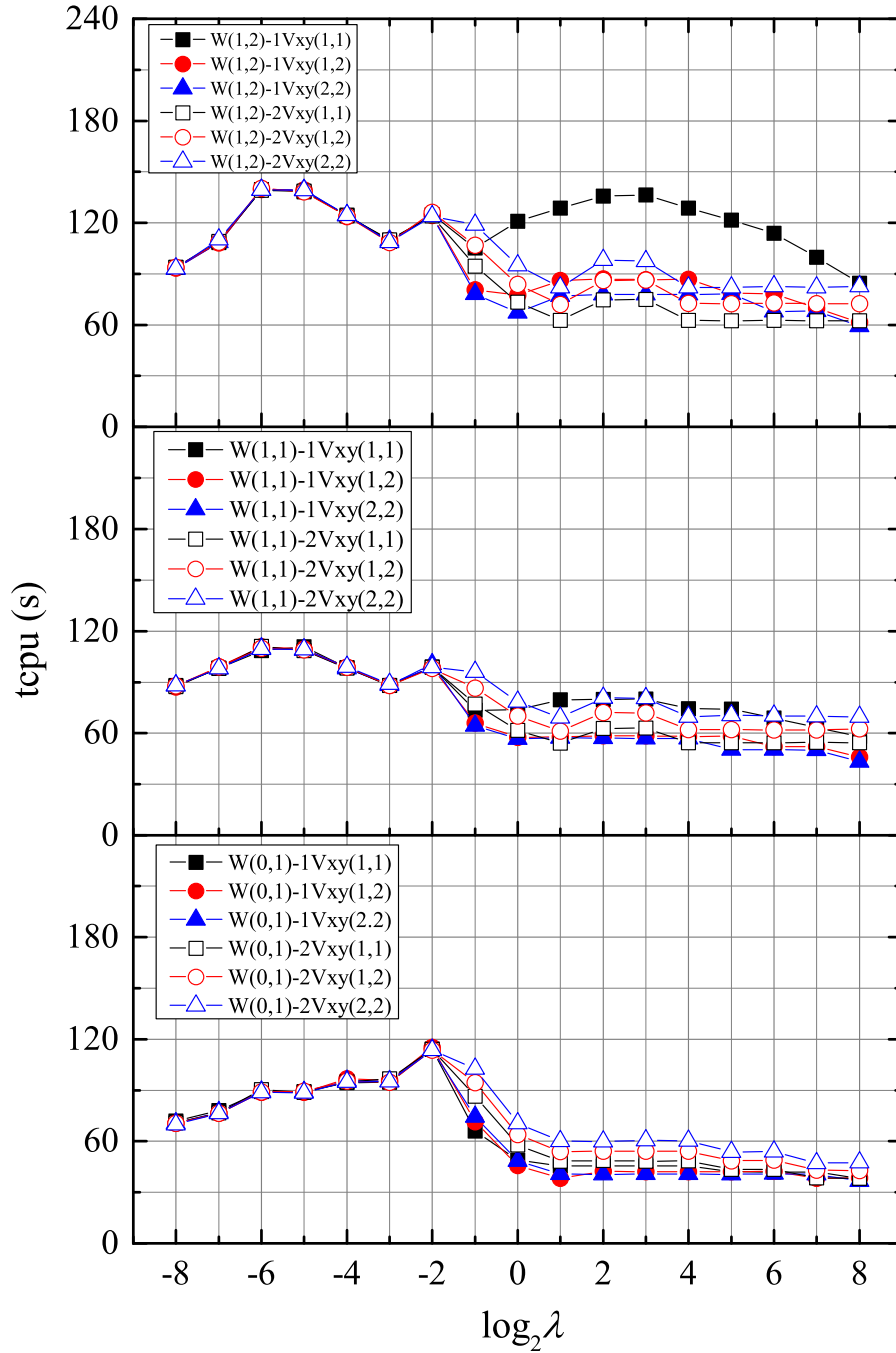 240
W(1,2)-1Vxy(1,1)
W(1,2)-1Vxy(1,2)
W(1,2)-1Vxy(2,2)
W(1,2)-2Vxy(1,1)
W(1,2)-2Vxy(1,2)
W(1,2)-2Vxy(2,2)
180
120
60
0
W(1,1)-1Vxy(1,1)
W(1,1)-1Vxy(1,2)
W(1,1)-1Vxy(2,2)
W(1,1)-2Vxy(1,1)
W(1,1)-2Vxy(1,2)
W(1,1)-2Vxy(2,2)
180
120
60
0
tcpu (s)
W(0,1)-1Vxy(1,1)
W(0,1)-1Vxy(1,2)
W(0,1)-1Vxy(2.2)
W(0,1)-2Vxy(1,1)
W(0,1)-2Vxy(1,2)
W(0,1)-2Vxy(2,2)
180
120
60
0
-8 -6 -4 -2 0 2 4 6 8
log₂λ